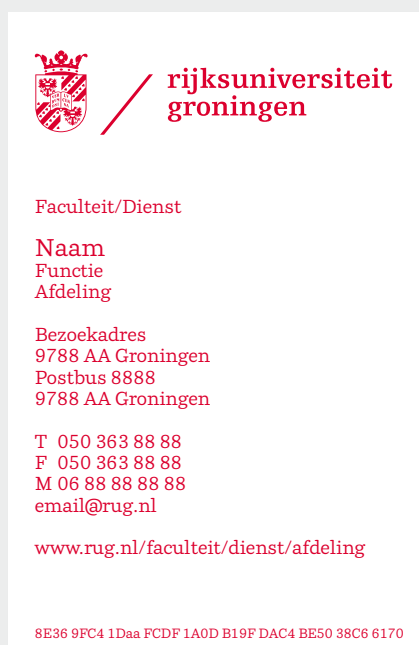 rijksuniversiteit
groningen
Faculteit/Dienst
Naam
Functie
Afdeling
Bezoekadres
9788 AA Groningen
Postbus 8888
9788 AA Groningen
T 050 363 88 88
F 050 363 88 88
M 06 88 88 88 88
email@rug.nl
www.rug.nl/faculteit/dienst/afdeling
8E36 9FC4 1Daa FCDF 1A0D B19F DAC4 BE50 38C6 6170